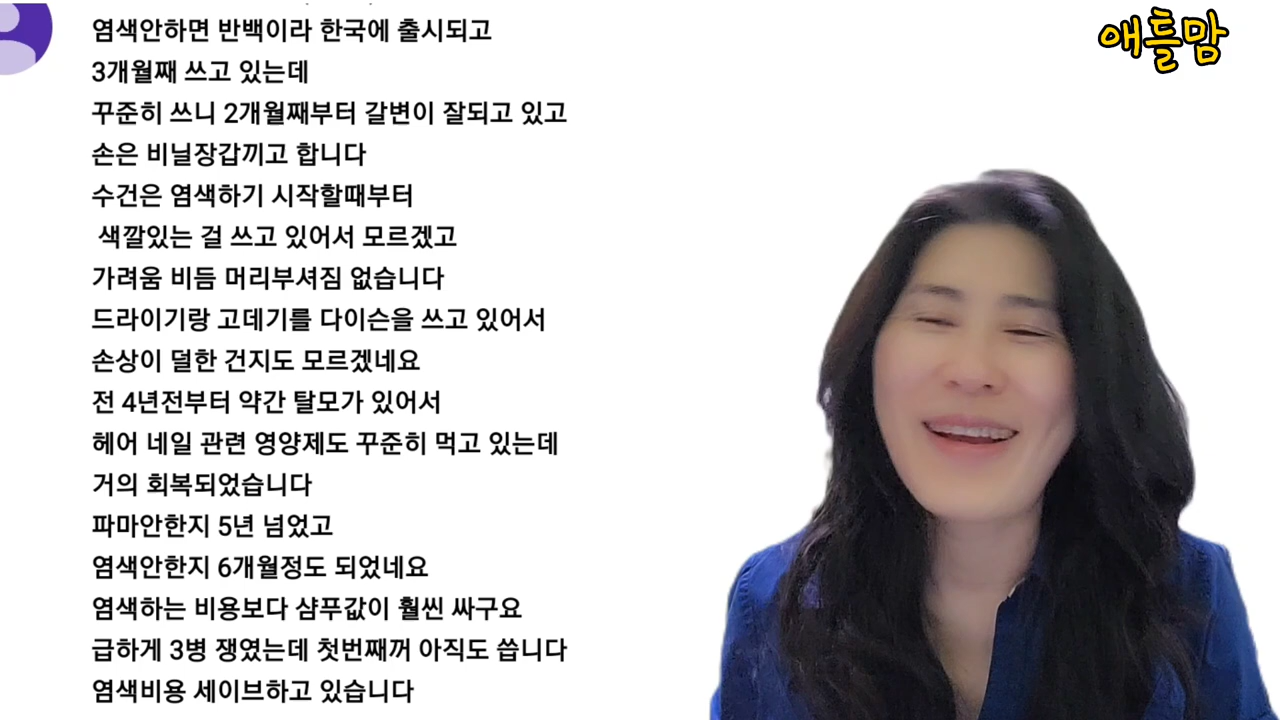 염색안하면 반백이라 한국에 출시되고
3개월째 쓰고 있는데
꾸준히 쓰니 2개월째부터 갈변이 잘되고 있고
손은 비닐장갑끼고 합니다
수건은 염색하기 시작할때부터
색깔있는 걸 쓰고 있어서 모르겠고
가려움 비듬 머리부셔짐 없습니다
드라이기랑 고데기를 다이슨을 쓰고 있어서
손상이 덜한 건지도 모르겠네요
전 4년전부터 약간 탈모가 있어서
헤어 네일 관련 영양제도 꾸준히 먹고 있는데
거의 회복되었습니다
파마안한지 5년 넘었고
염색안한지 6개월정도 되었네요
염색하는 비용보다 샴푸값이 훨씬 싸구요
급하게 3병 쟁였는데 첫번째꺼 아직도 씁니다
염색비용 세이브하고 있습니다
애틀맘